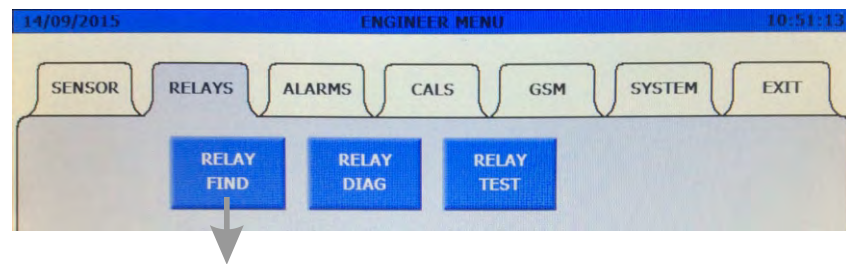 14/09/2015 ENGINEER MENU 10:51:13
SENSOR RELAYS ALARMS CALS GSM SYSTEM EXIT
RELAY RELAY RELAY
FIND DIAG TEST